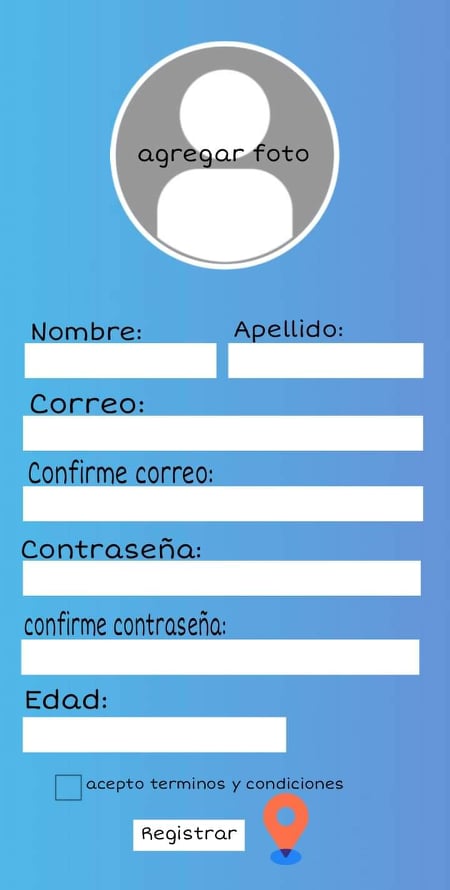 agregar foto
Nombre: Apellido:
Correo:
Confirme correo:
Contraseña:
confirme contraseña:
Edad:
acepto terminos y condiciones
Registrar